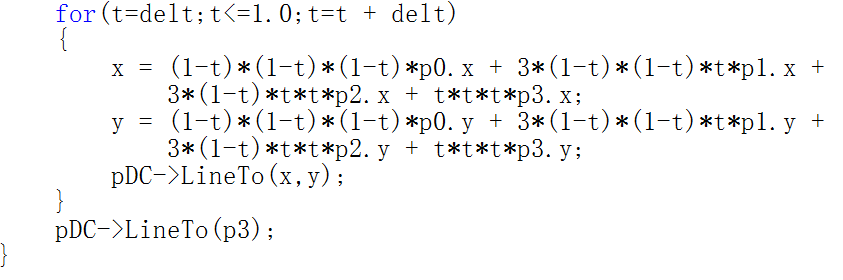 for(t=delt;t<=1.0;t=t + delt)
{
x = (1-t)*(1-t)*(1-t)*p0.x + 3*(1-t)*(1-t)*t*p1.x +
3*(1-t)*t*t*p2.x + t*t*t*p3.x;
y = (1-t)*(1-t)*(1-t)*p0.y + 3*(1-t)*(1-t)*t*p1.y +
3*(1-t)*t*t*p2.y + t*t*t*p3.y;
pDC->LineTo(x,y);
}
pDC->LineTo(p3);
}